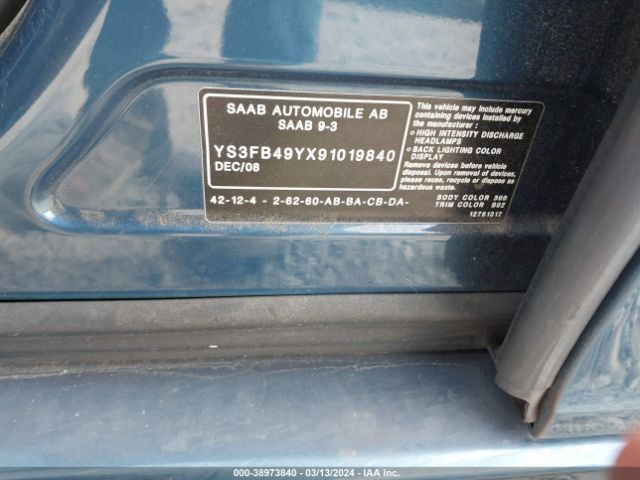 SAAB AUTOMOBILE AB
SAAB 9-3
YS3FB49YX91019840
DEC/08
42-12-4 - 2-62-60-AB-BA-CB-DA-
This vehicle may include mercury
containing devices installed by
the manufacturer :
o HIGH INTENSITY DISCHARGE
HEADLAMPS
o BACK LIGHTING COLOR
DISPLAY
Remove devices before vehicle
disposal. Upon removal of devices,
please reuse, recycle or dispose as
hazardous waste.
BODY COLOR 300
TRIM COLOR B02
12761317
000-38973840 - 03/13/2024 - IAA Inc.